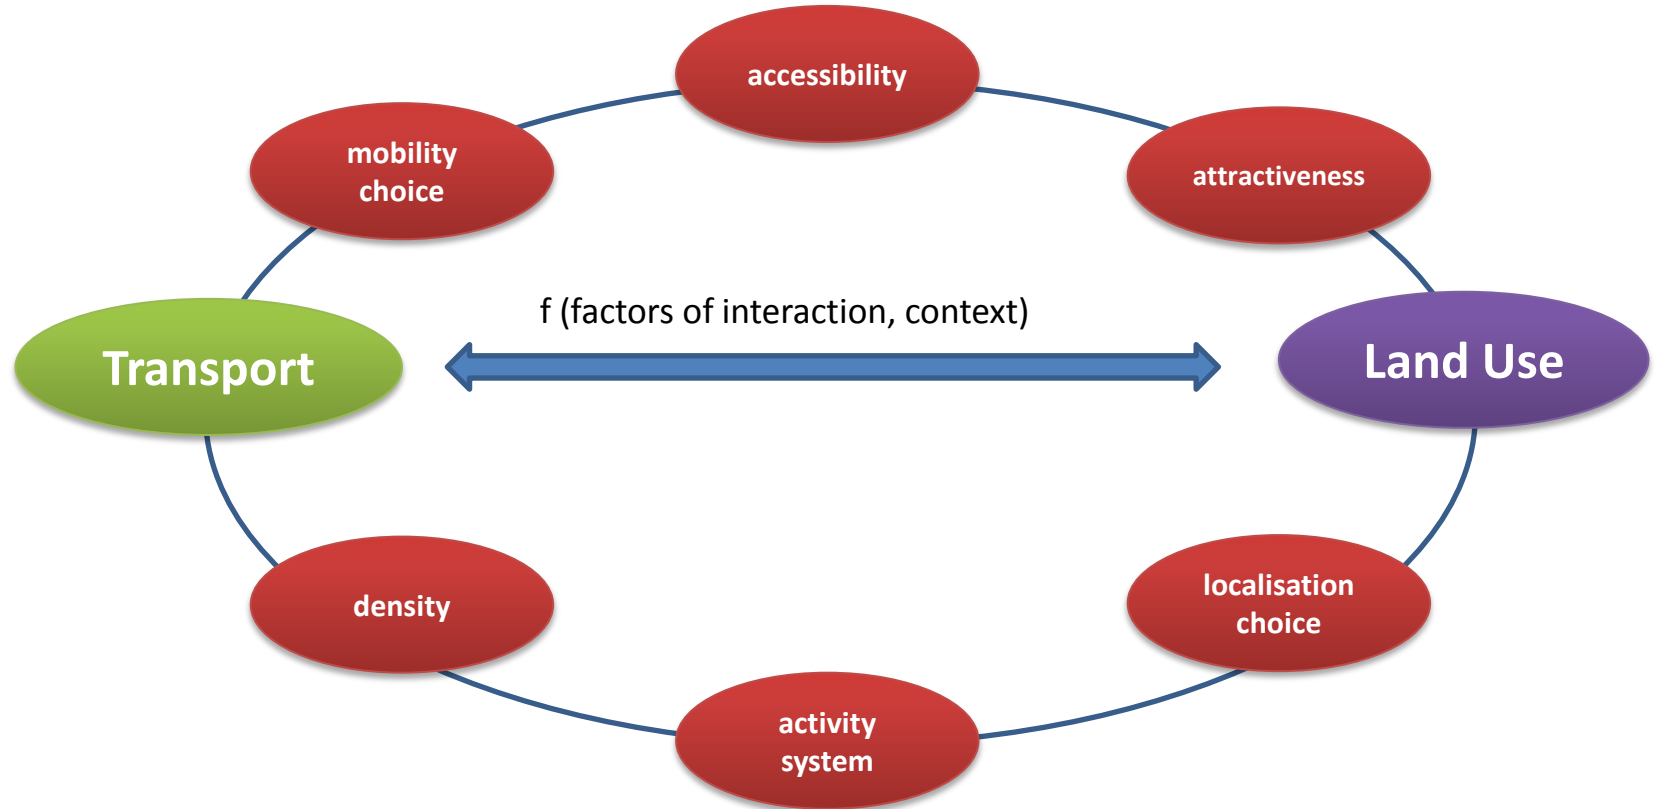 accessibility
mobility
choice
attractiveness
f (factors of interaction, context)
Transport
Land Use
density
localisation
choice
activity
system